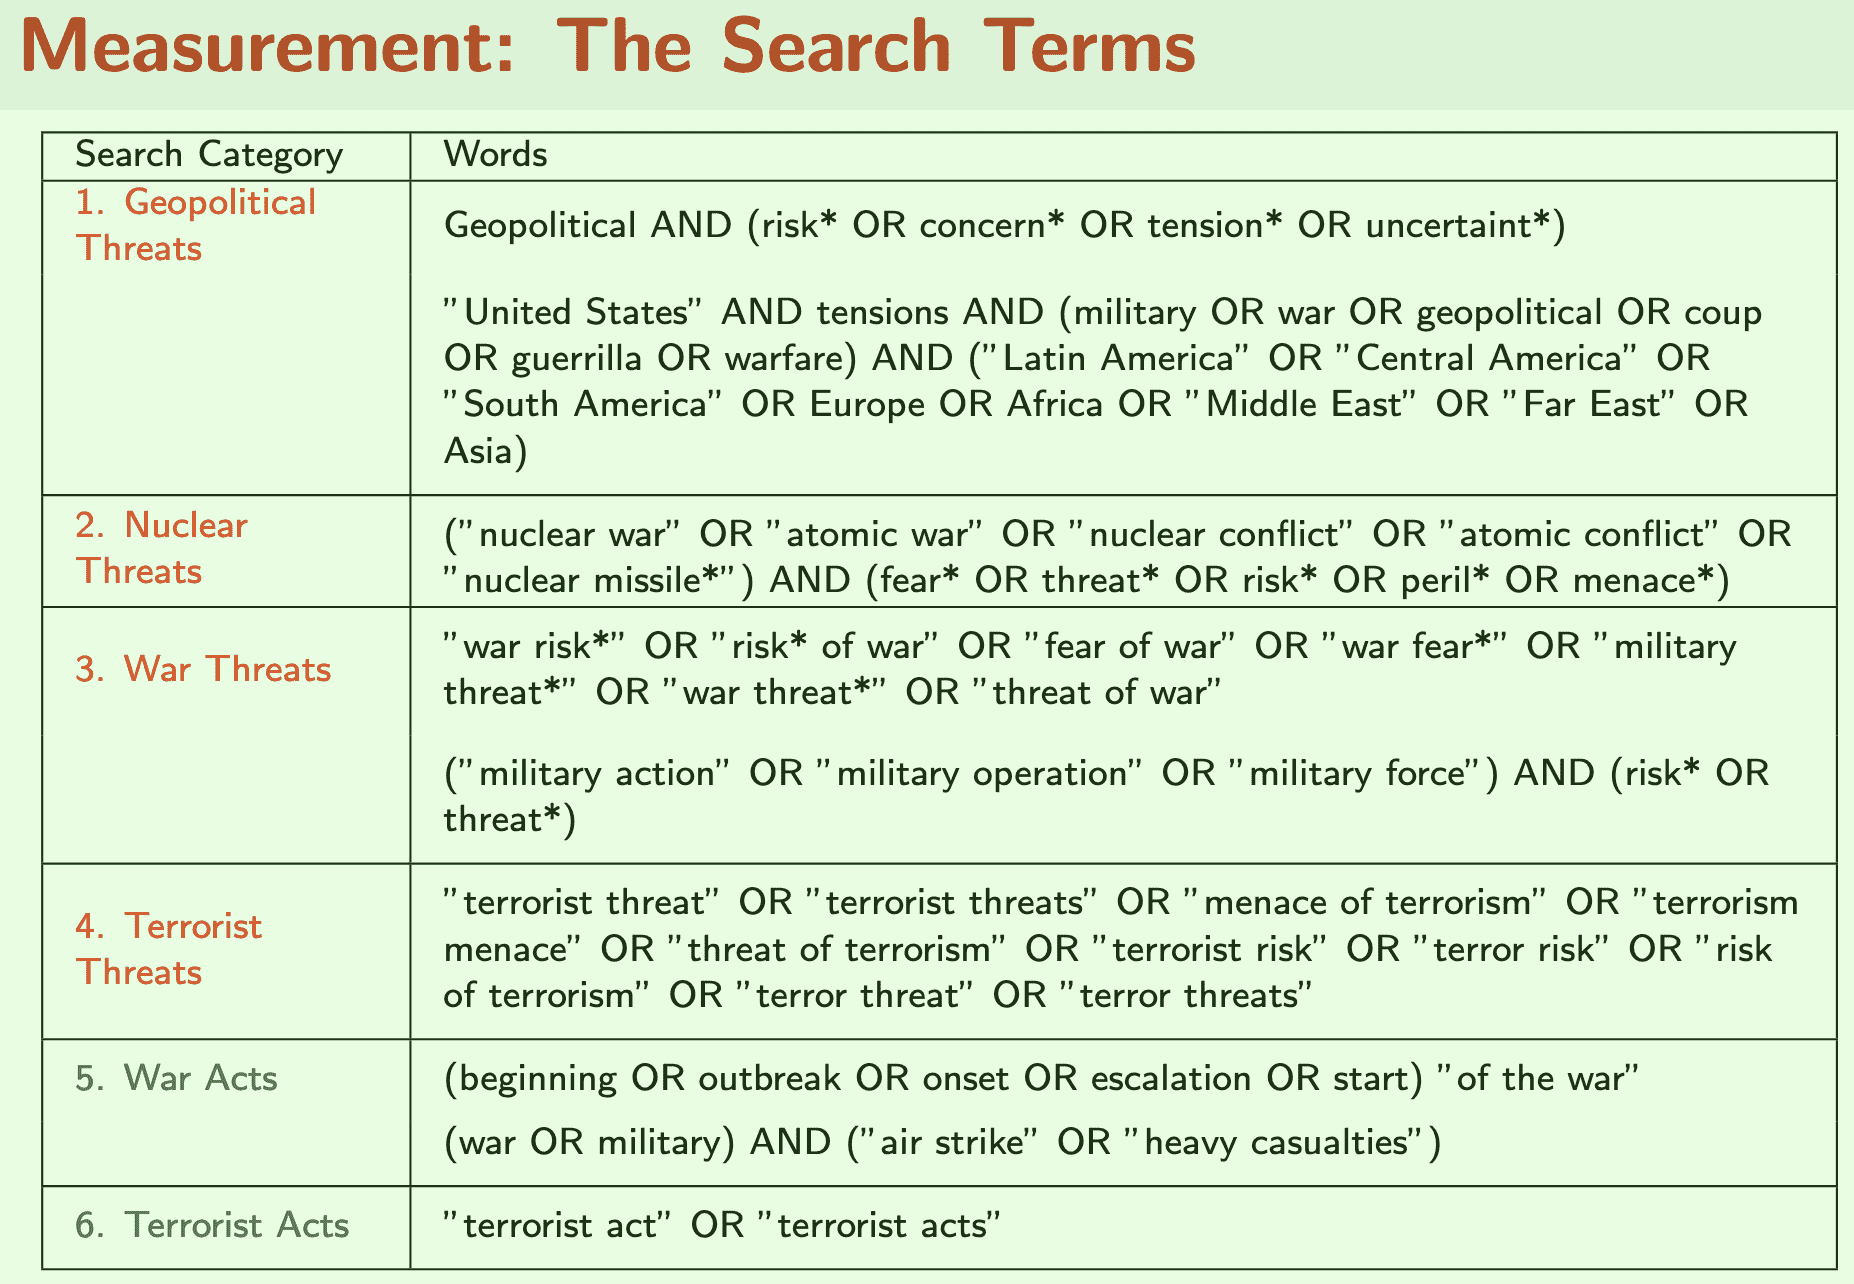 Measurement: The Search Terms
Search Category
Words
1. Geopolitical
Threats
Geopolitical AND (risk* OR concern* OR tension* OR uncertaint*)
"United States" AND tensions AND (military OR war OR geopolitical OR coup
OR guerrilla OR warfare) AND ("Latin America" OR "Central America" OR
"South America" OR Europe OR Africa OR "Middle East" OR "Far East" OR
Asia)
2. Nuclear
Threats
("nuclear war" OR "atomic war" OR "nuclear conflict" OR "atomic conflict" OR
"nuclear missile*") AND (fear* OR threat* OR risk* OR peril* OR menace*)
3. War Threats
"war risk*" OR "risk* of war" OR "fear of war" OR "war fear*" OR "military
threat*" OR "war threat*" OR "threat of war"
("military action" OR "military operation" OR "military force") AND (risk* OR
threat*)
4. Terrorist
Threats
"terrorist threat" OR "terrorist threats" OR "menace of terrorism" OR "terrorism
menace" OR "threat of terrorism" OR "terrorist risk" OR "terror risk" OR "risk
of terrorism" OR "terror threat" OR "terror threats"
5. War Acts
(beginning OR outbreak OR onset OR escalation OR start) "of the war"
(war OR military) AND ("air strike" OR "heavy casualties")
6. Terrorist Acts
"terrorist act" OR "terrorist acts"